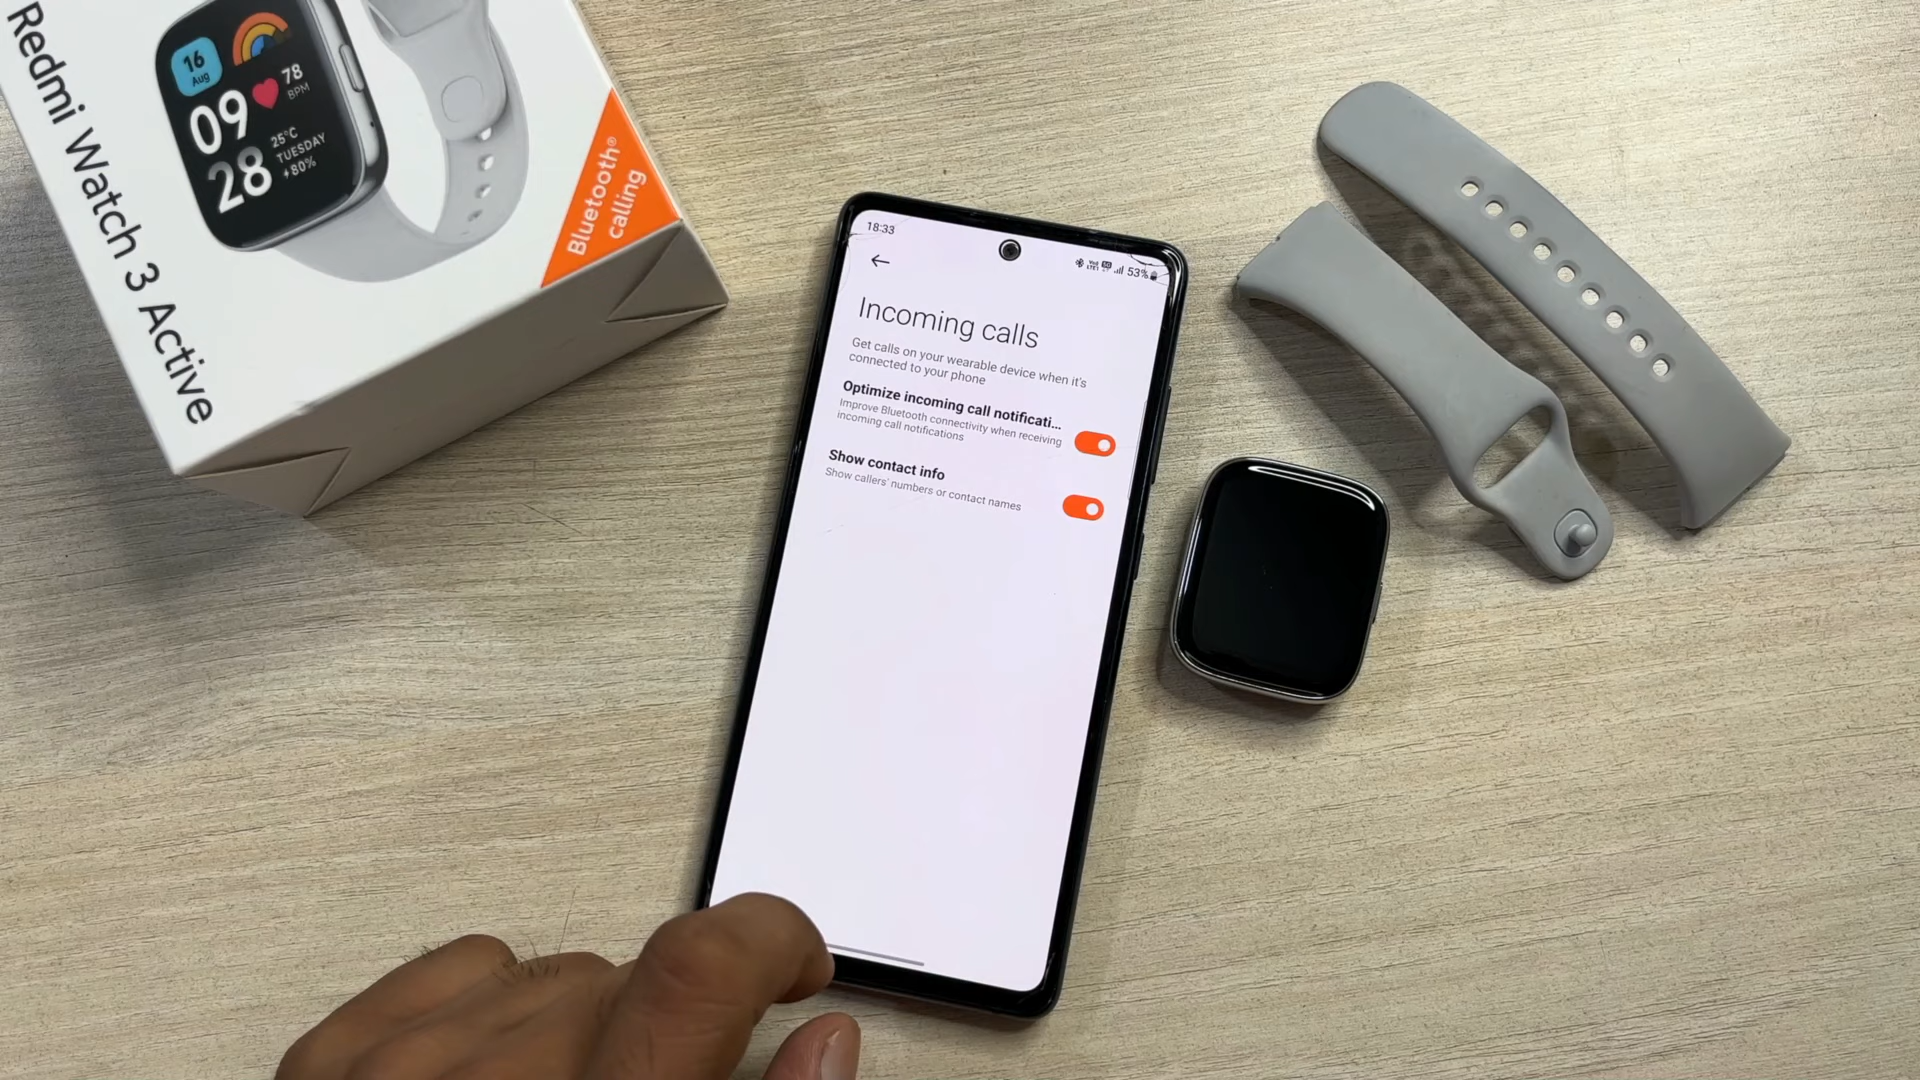 Redmi Watch 3 Active
16
Aug
09
28
78
BPM
25°C
TUESDAY
80%
Bluetooth®
calling
18:33
53%
Incoming calls
Get calls on your wearable device when it's
connected to your phone
Optimize incoming call notificati...
Improve Bluetooth connectivity when receiving
incoming call notifications
Show contact info
Show callers' numbers or contact names